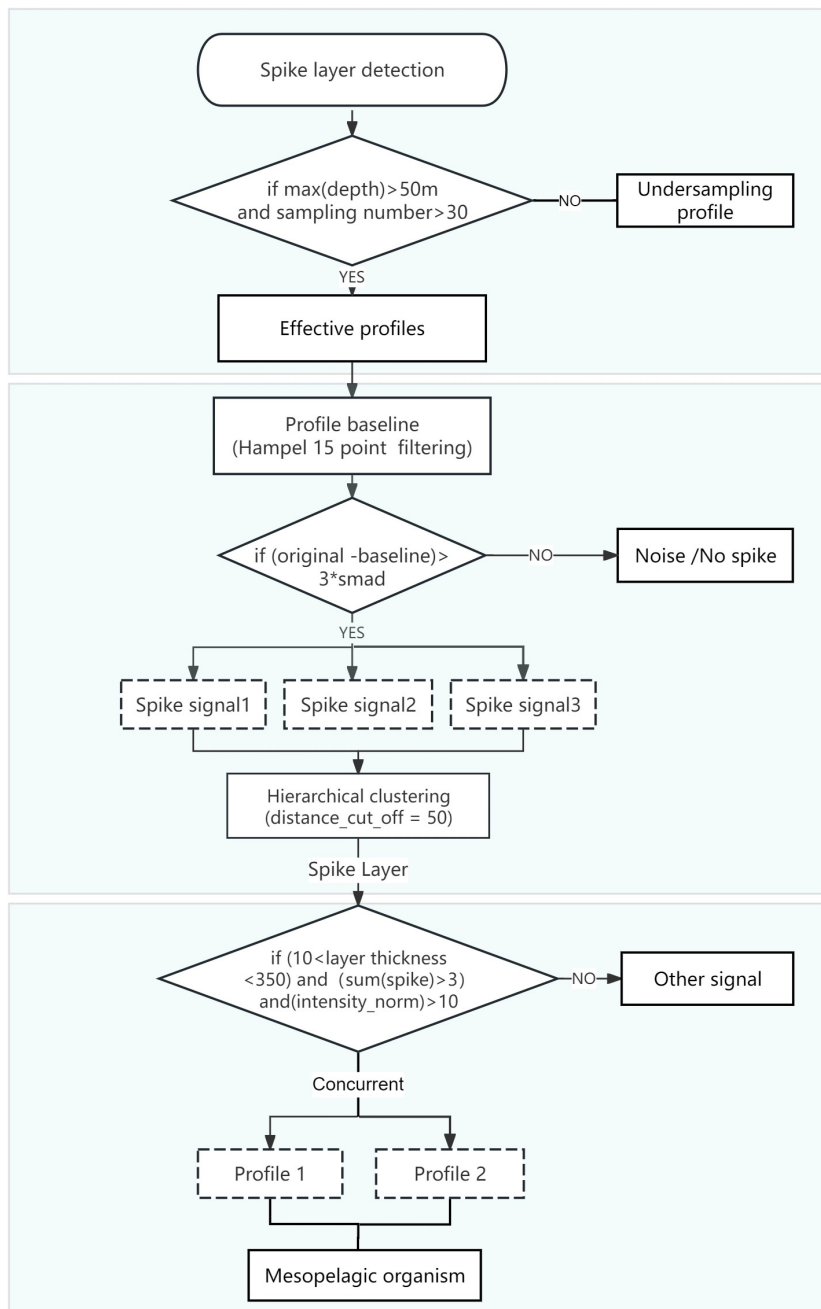 Spike layer detection
if max(depth)>50m
and sampling number>30
NO
Undersampling
profile
YES
Effective profiles
Profile baseline
(Hampel 15 point  filtering)
if (original -baseline)>
3*smad
NO
Noise /No spike
YES
Spike signal1
Spike signal2
Spike signal3
Hierarchical clustering
(distance_cut_off = 50)
Spike Layer
if (10<layer thickness
<350) and  (sum(spike)>3)
and(intensity_norm)>10
NO
Other signal
Concurrent
Profile 1
Profile 2
Mesopelagic organism